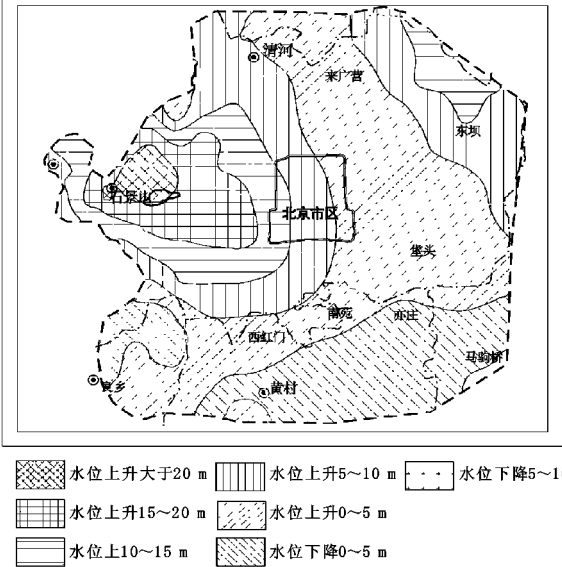 清河
来广营
东坝
石景山
北京市区
垡头
南苑
亦庄
西红门
马驹桥
良乡
黄村
水位上升大于20 m
水位上升5~10 m
水位下降5~10
水位上升15~20 m
水位上升0~5 m
水位上10~15 m
水位下降0~5 m